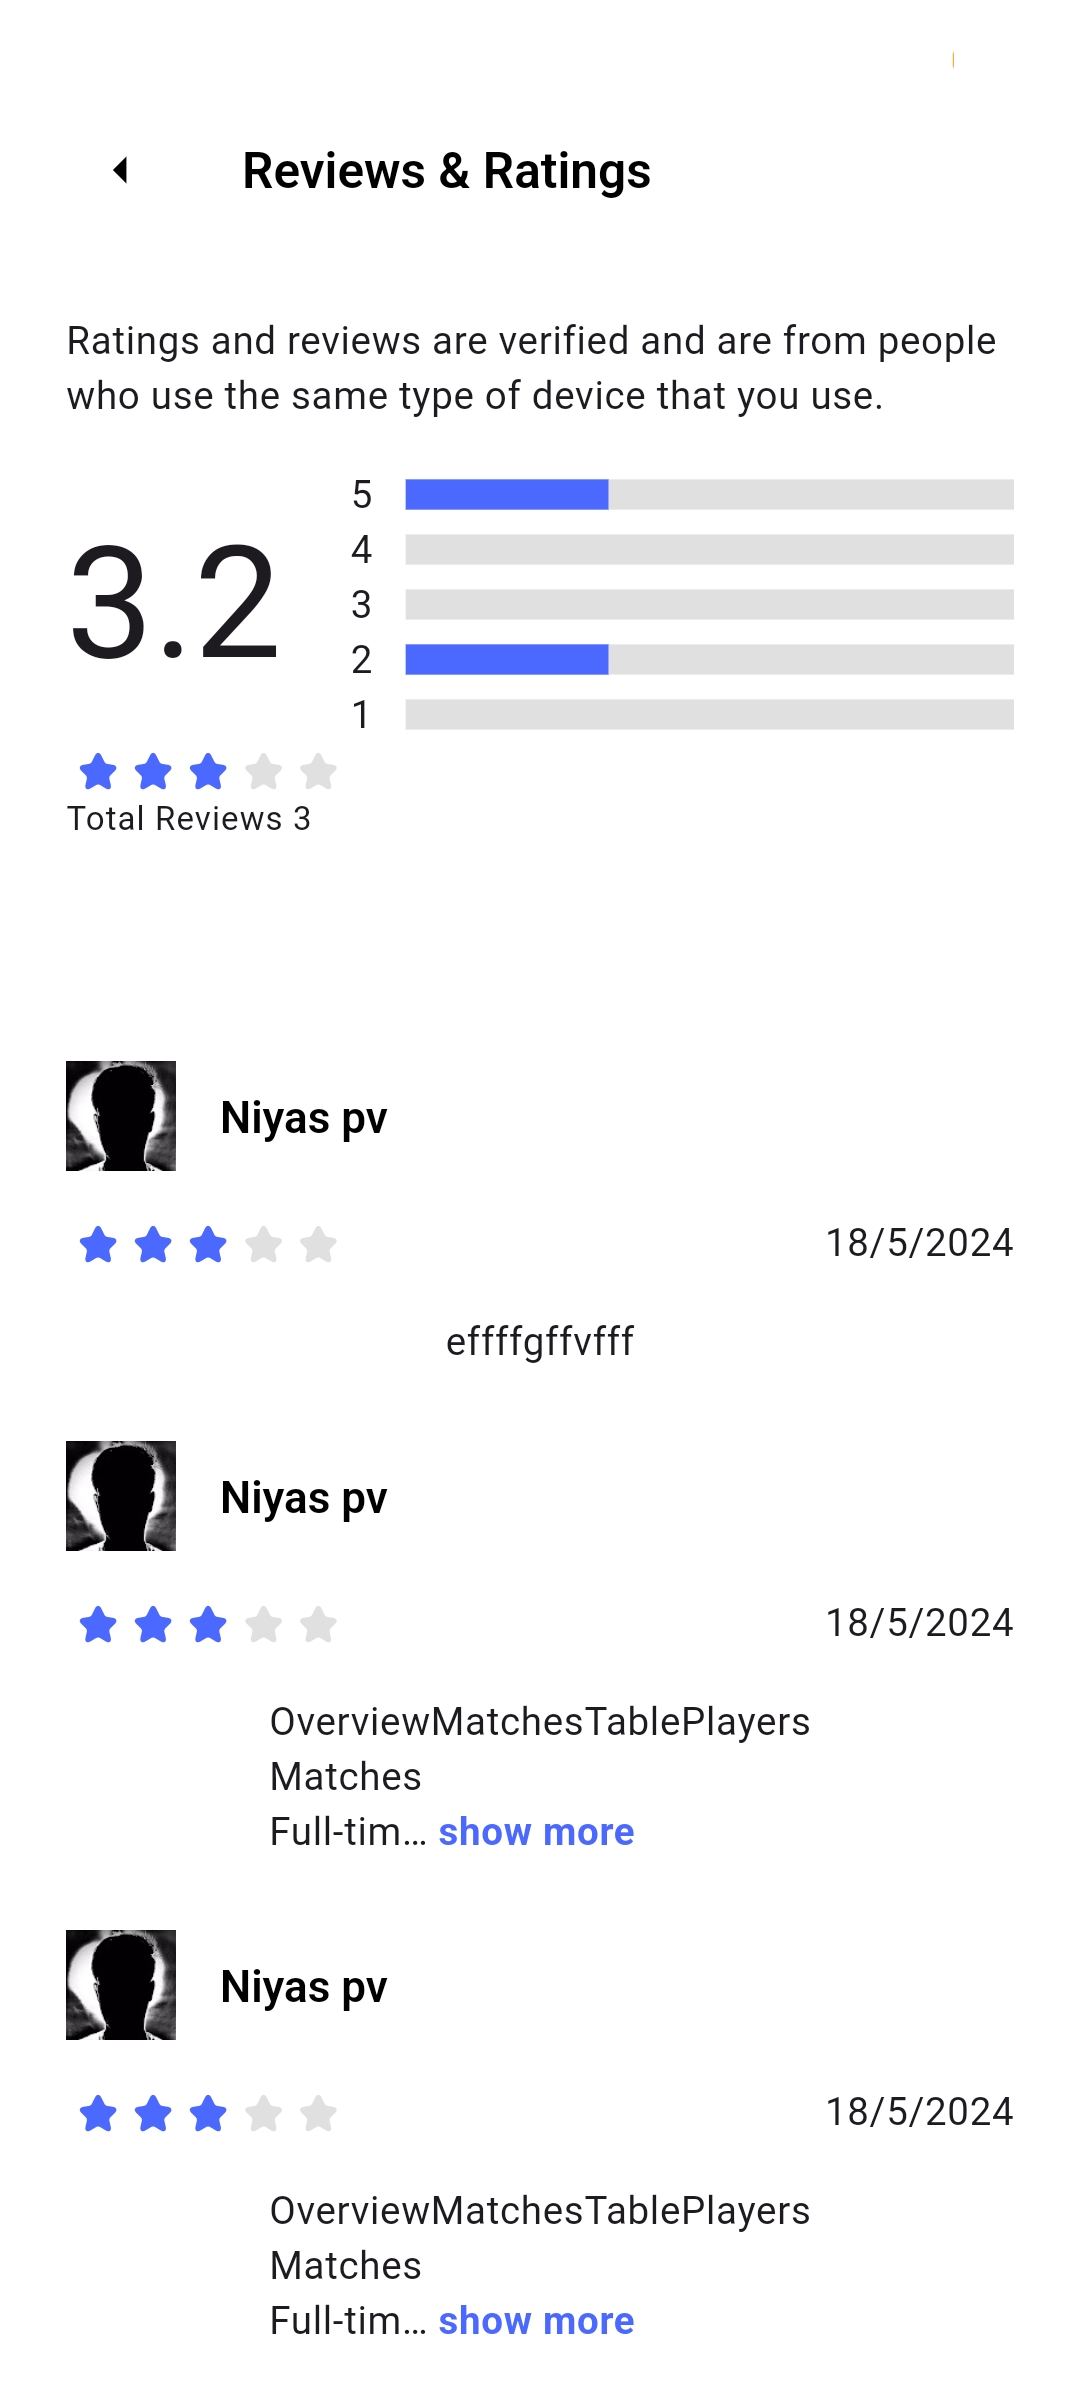 Reviews & Ratings
Ratings and reviews are verified and are from people
who use the same type of device that you use.
5
4
3.2
3
2
1
Total Reviews 3
Niyas pv
18/5/2024
effffgffvfff
Niyas pv
18/5/2024
OverviewMatchesTablePlayers
Matches
Full-tim... show more
Niyas pv
18/5/2024
OverviewMatchesTablePlayers
Matches
Full-tim... show more